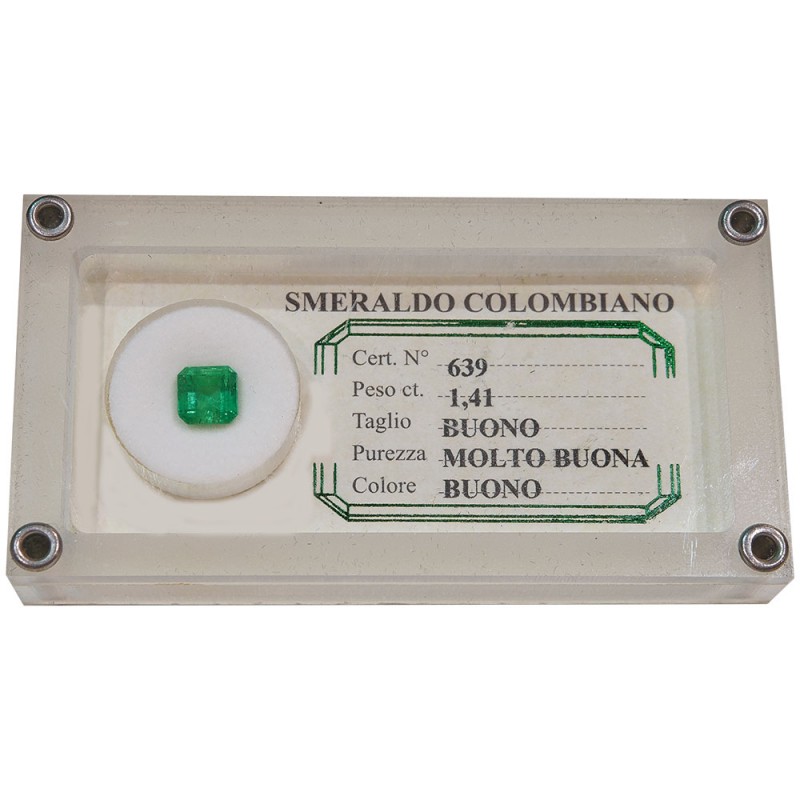 SMERALDO COLOMBIANO
Cert. N° 639
Peso ct. 1,41
Taglio BUONO
Purezza MOLTO BUONA
Colore BUONO